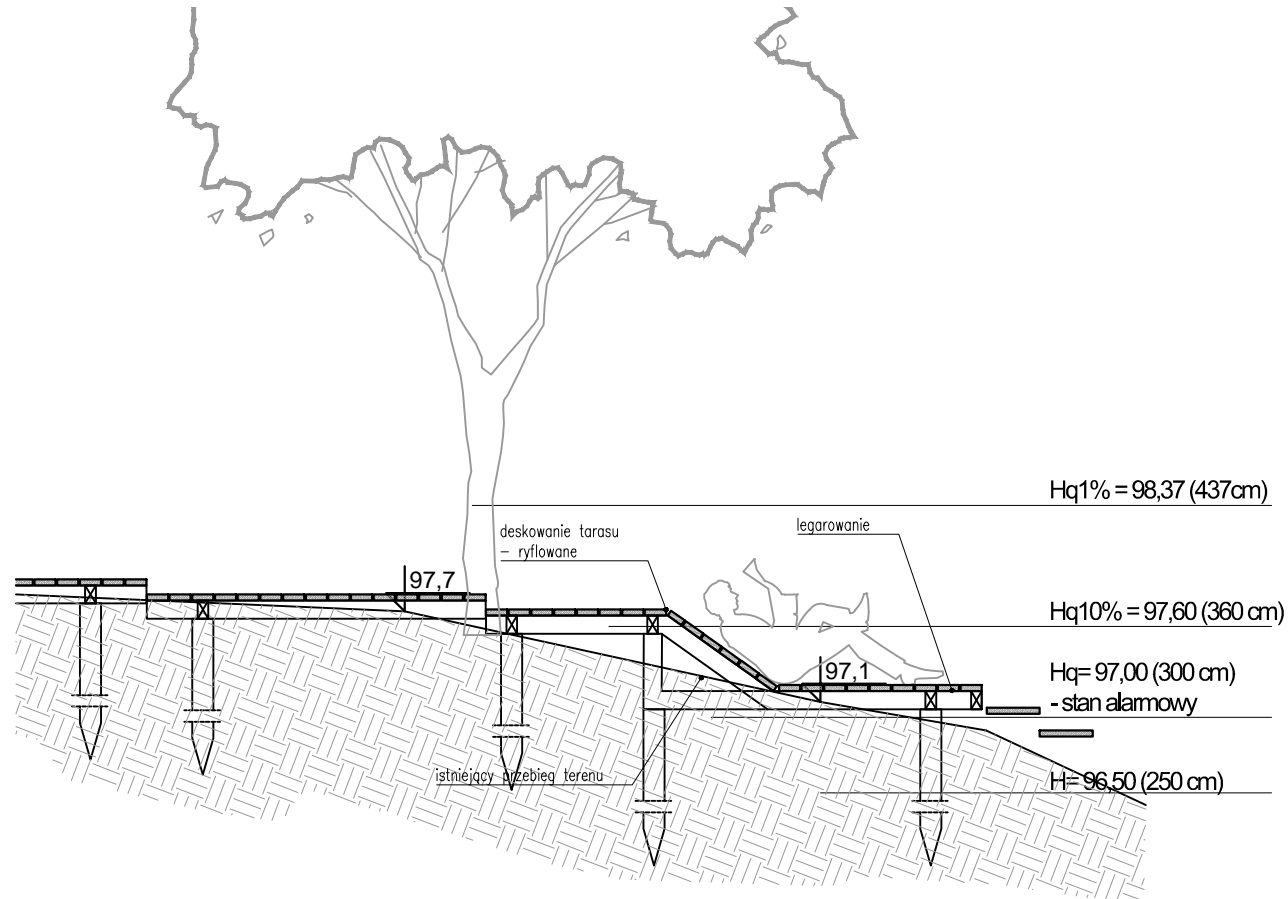 Hq1% = 98,37 (437cm)
deskowanie tarasu
- ryflowane
legarowanie
97,7
Hq10% = 97,60 (360 cm)
97,1
Hq= 97,00 (300 cm)
- stan alarmowy
istniejący przebieg terenu
H= 96,50 (250 cm)